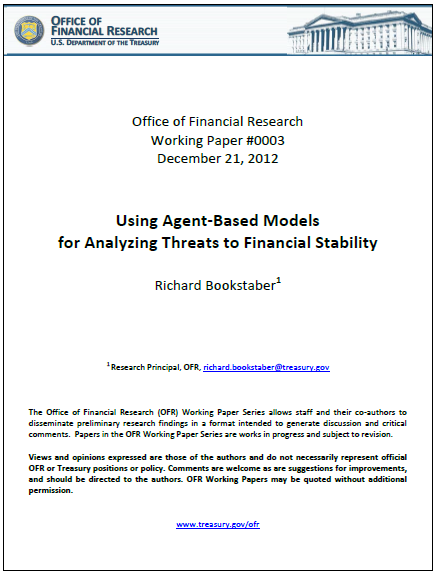 OFFICE OF
FINANCIAL RESEARCH
U.S. DEPARTMENT OF THE TREASURY
Office of Financial Research
Working Paper #0003
December 21, 2012
Using Agent-Based Models
for Analyzing Threats to Financial Stability
Richard Bookstaber1
1 Research Principal, OFR, richard.bookstaber@treasury.gov
The Office of Financial Research (OFR) Working Paper Series allows staff and their co-authors to
disseminate preliminary research findings in a format intended to generate discussion and critical
comments. Papers in the OFR Working Paper Series are works in progress and subject to revision.
Views and opinions expressed are those of the authors and do not necessarily represent official
OFR or Treasury positions or policy. Comments are welcome as are suggestions for improvements,
and should be directed to the authors. OFR Working Papers may be quoted without additional
permission.
www.treasury.gov/ofr